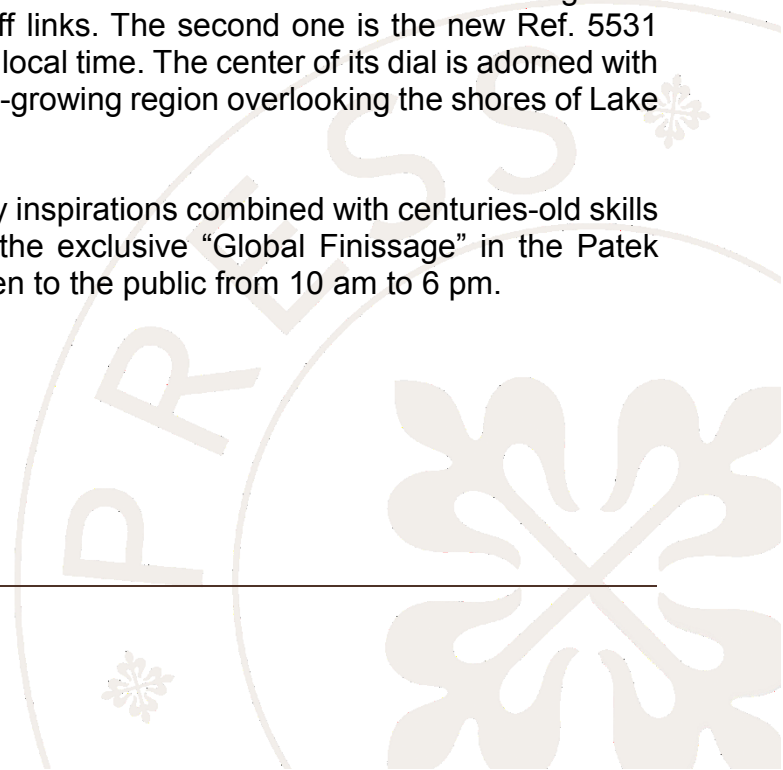 ff links. The second one is the new Ref. 5531
local time. The center of its dial is adorned with
-growing region overlooking the shores of Lake
y inspirations combined with centuries-old skills
the exclusive “Global Finissage” in the Patek
en to the public from 10 am to 6 pm.
PRESS